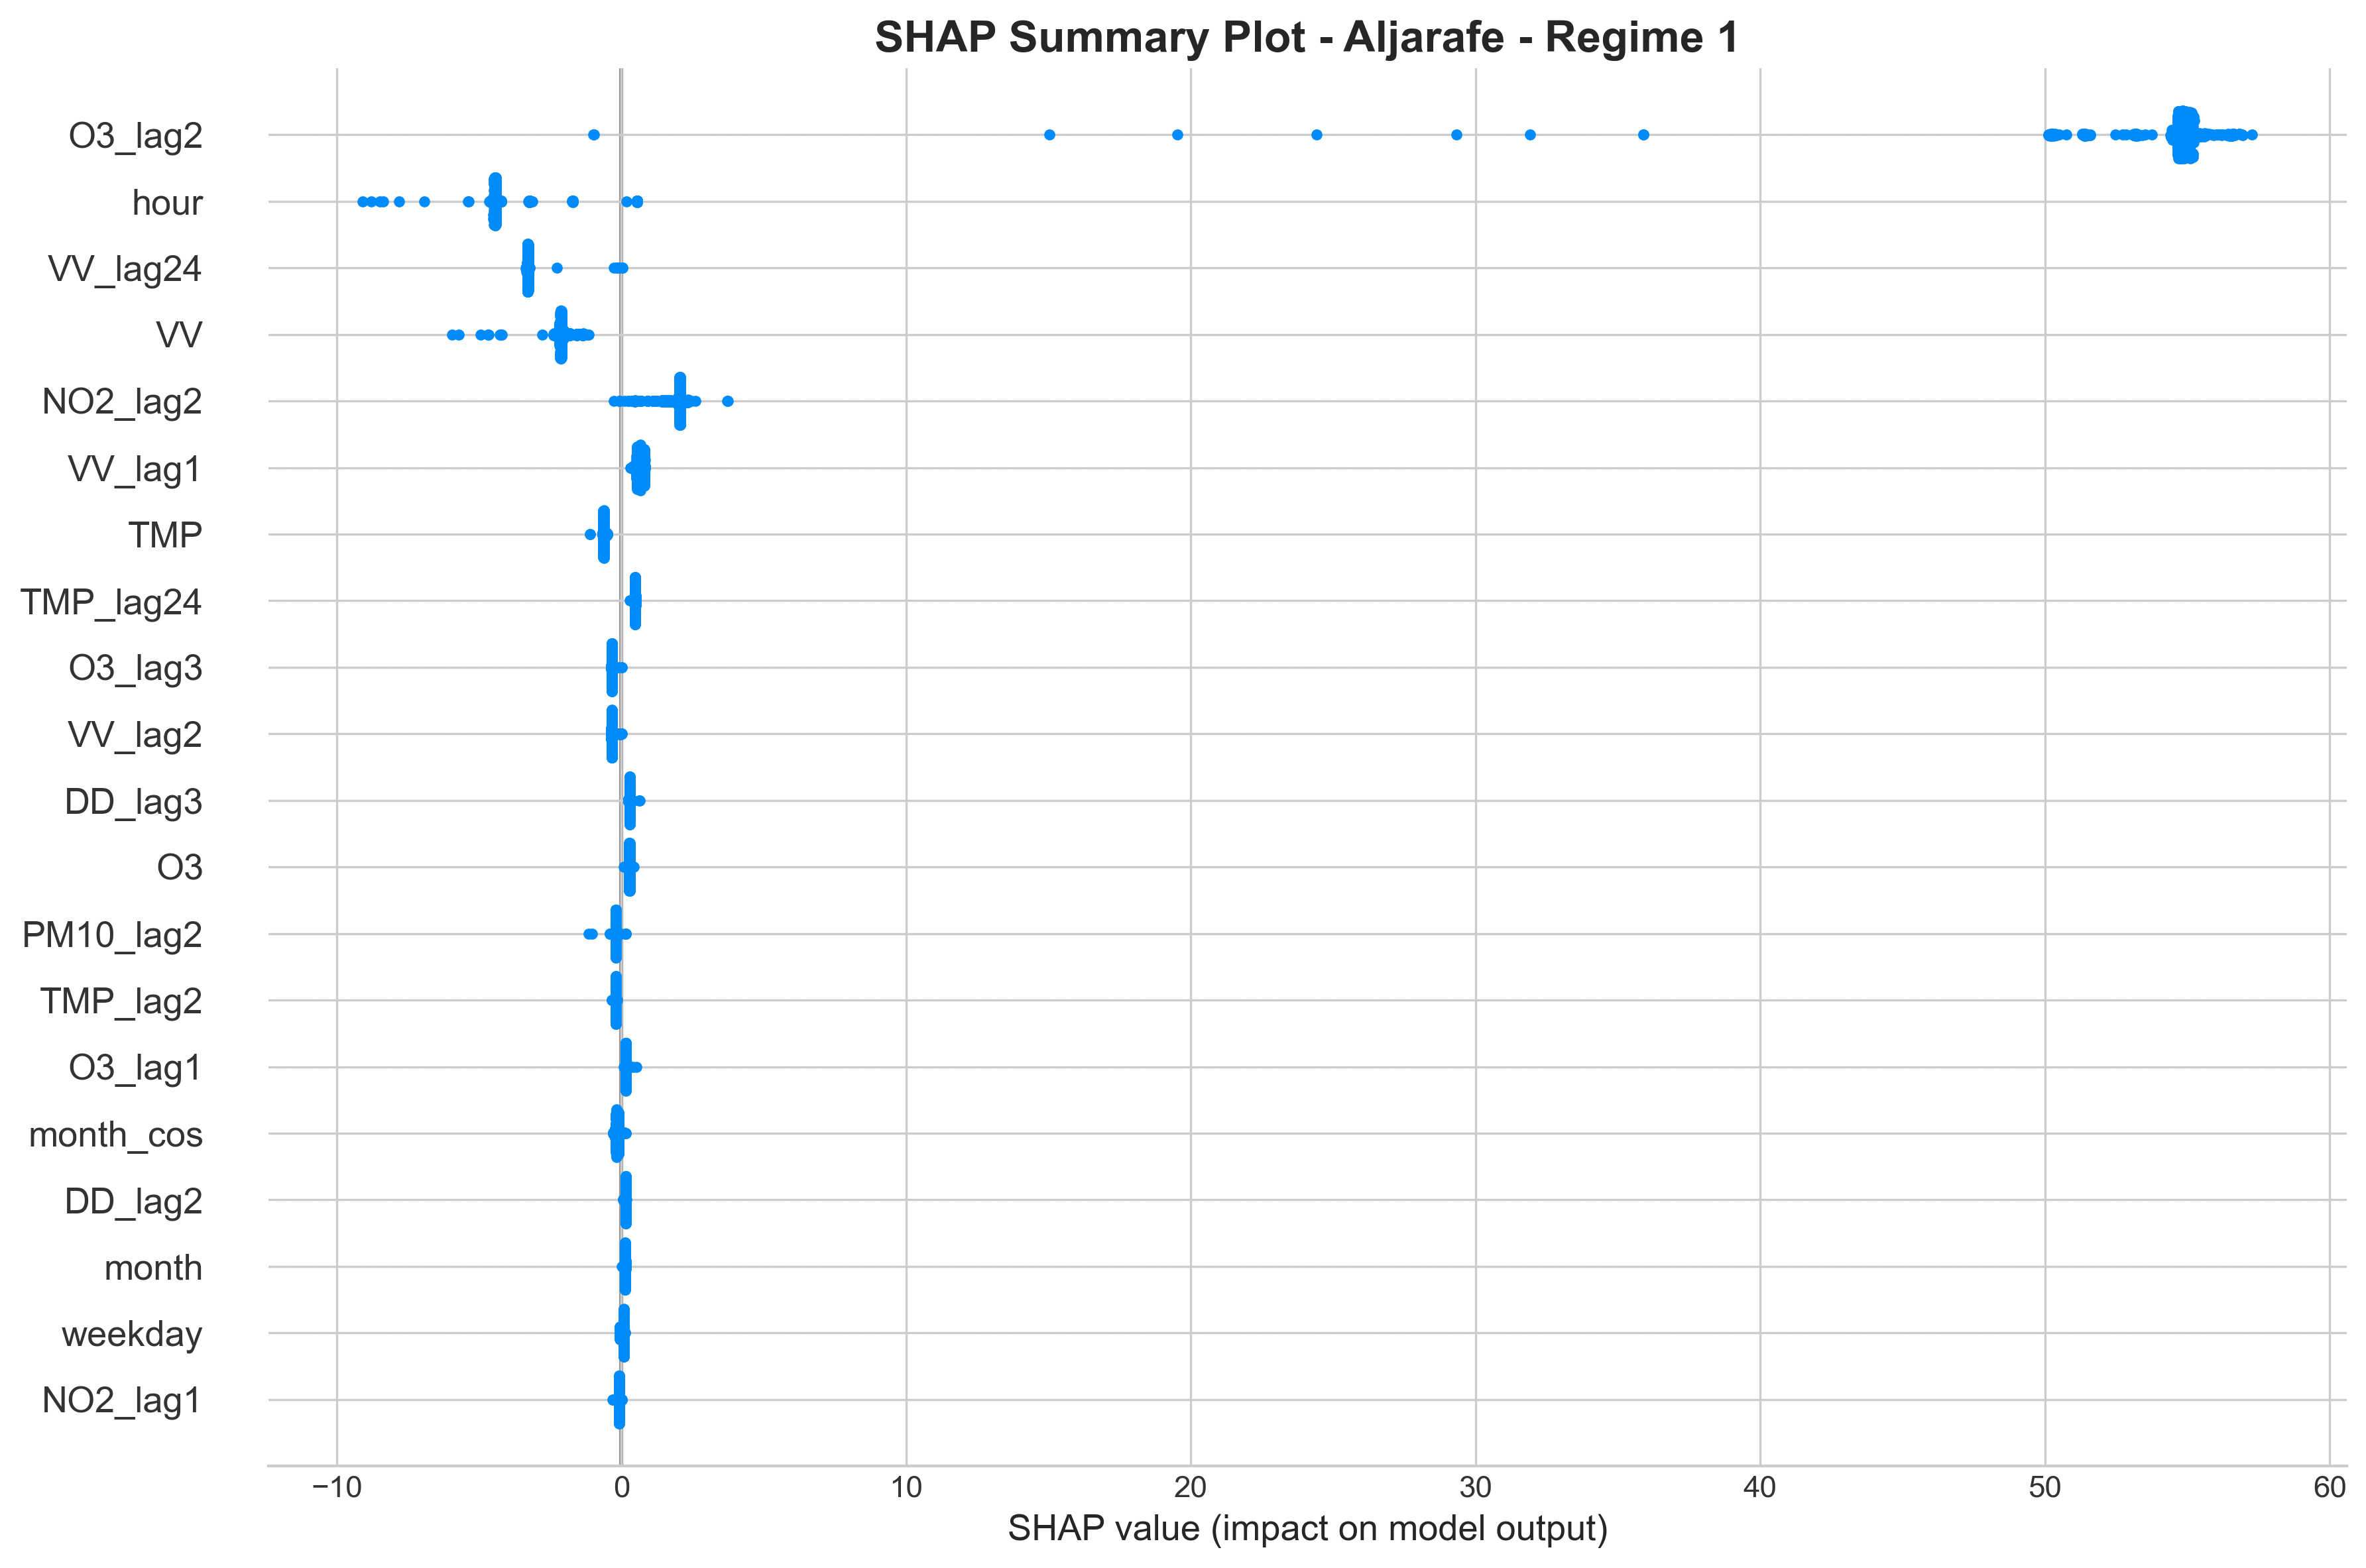 SHAP Summary Plot - Aljarafe - Regime 1
O3_lag2
hour
VV_lag24
VV
NO2_lag2
VV_lag1
TMP
TMP_lag24
O3_lag3
VV_lag2
DD_lag3
O3
PM10_lag2
TMP_lag2
O3_lag1
month_cos
DD_lag2
month
weekday
NO2_lag1
−10 0 10 20 30 40 50 60
SHAP value (impact on model output)